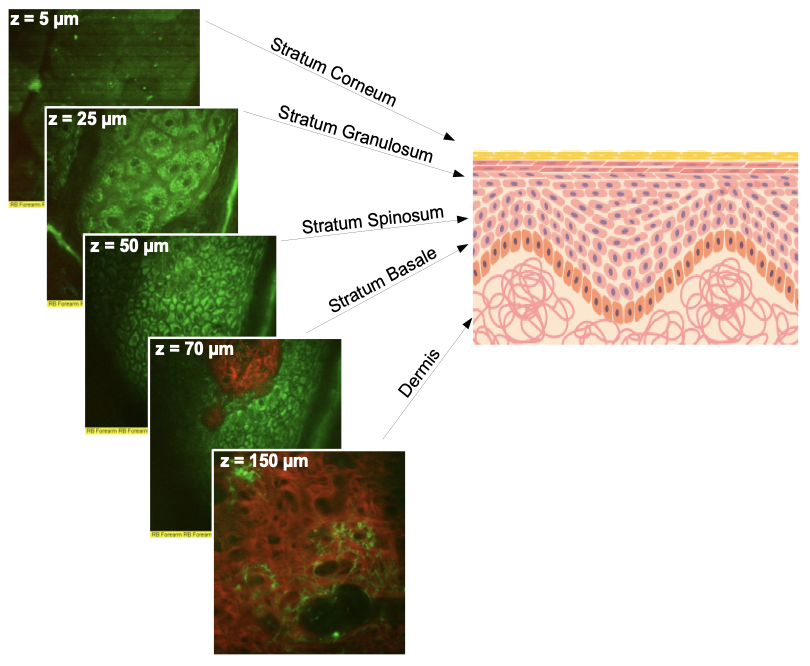 z = 5 µm
Stratum Corneum
z = 25 µm
Stratum Granulosum
RB Forearm F
z = 50 µm
Stratum Spinosum
Stratum Basale
RB Forearm F
z = 70 µm
Dermis
RB Forearm RB Forearm
z = 150 µm
RB Forearm RB Forearm